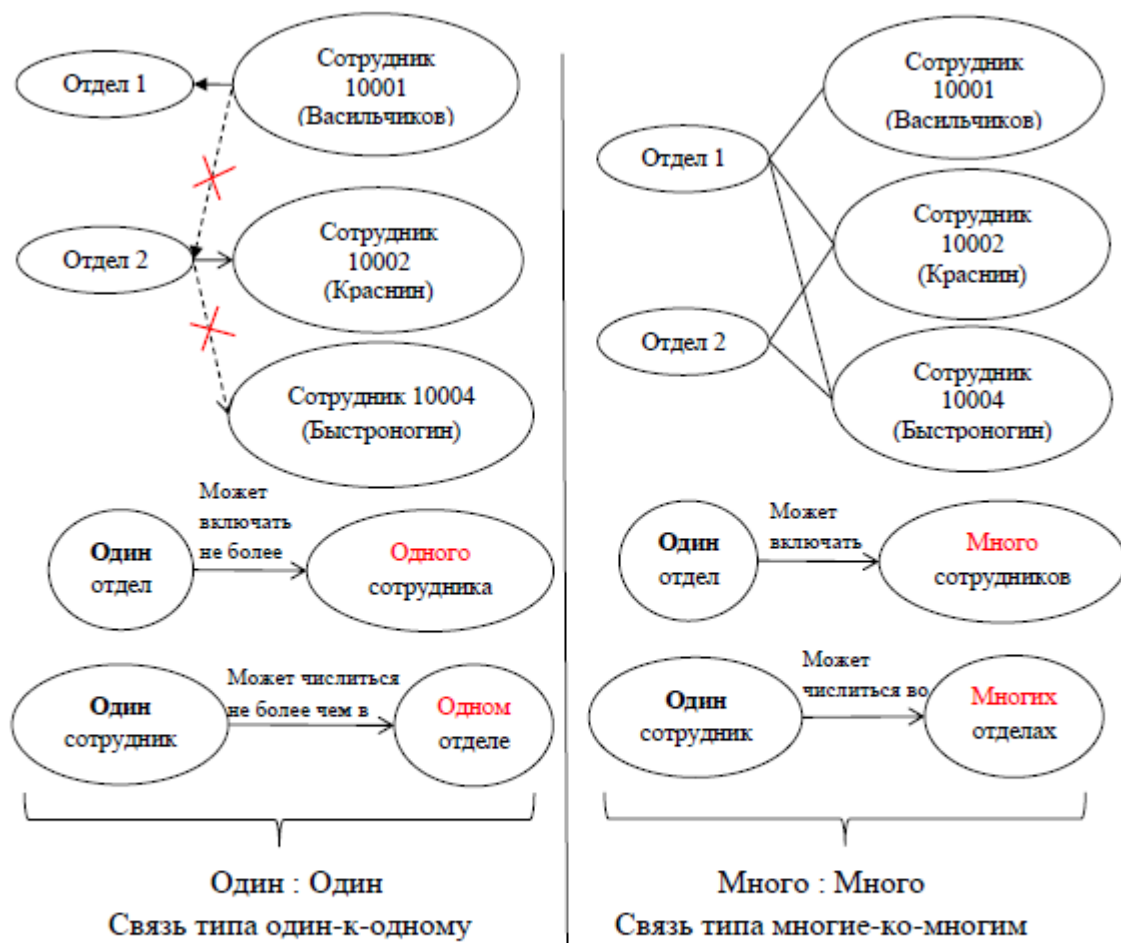 Отдел 1
Сотрудник
10001
(Васильчиков)
Отдел 2
Сотрудник
10002
(Краснин)
Сотрудник 10004
(Быстроногин)
Может
включать
не более
Один
отдел
Одного
сотрудника
Может числиться
не более чем в
Один
сотрудник
Одном
отделе
Один : Один
Связь типа один-к-одному
Сотрудник
10001
(Васильчиков)
Отдел 1
Сотрудник
10002
(Краснин)
Отдел 2
Сотрудник
10004
(Быстроногин)
Может
включать
Один
отдел
Много
сотрудников
Может
числиться во
Один
сотрудник
Многих
отделах
Много : Много
Связь типа многие-ко-многим